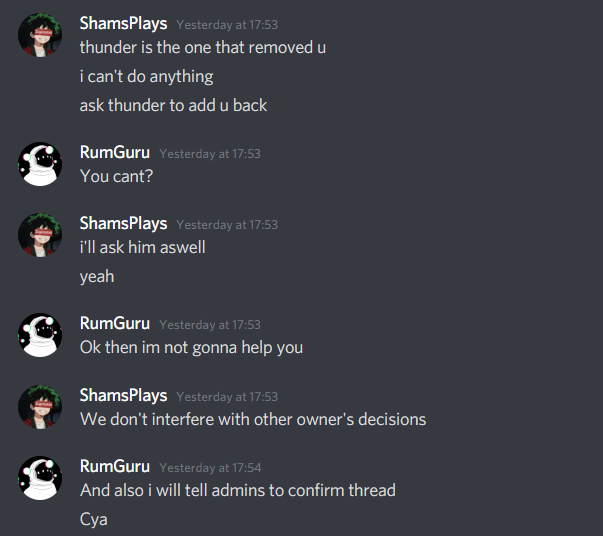 ShamsPlays Yesterday at 17:53
thunder is the one that removed u
i can't do anything
ask thunder to add u back
RumGuru Yesterday at 17:53
You cant?
ShamsPlays Yesterday at 17:53
i'll ask him aswell
yeah
RumGuru Yesterday at 17:53
Ok then im not gonna help you
ShamsPlays Yesterday at 17:53
We don't interfere with other owner's decisions
RumGuru Yesterday at 17:54
And also i will tell admins to confirm thread
Cya